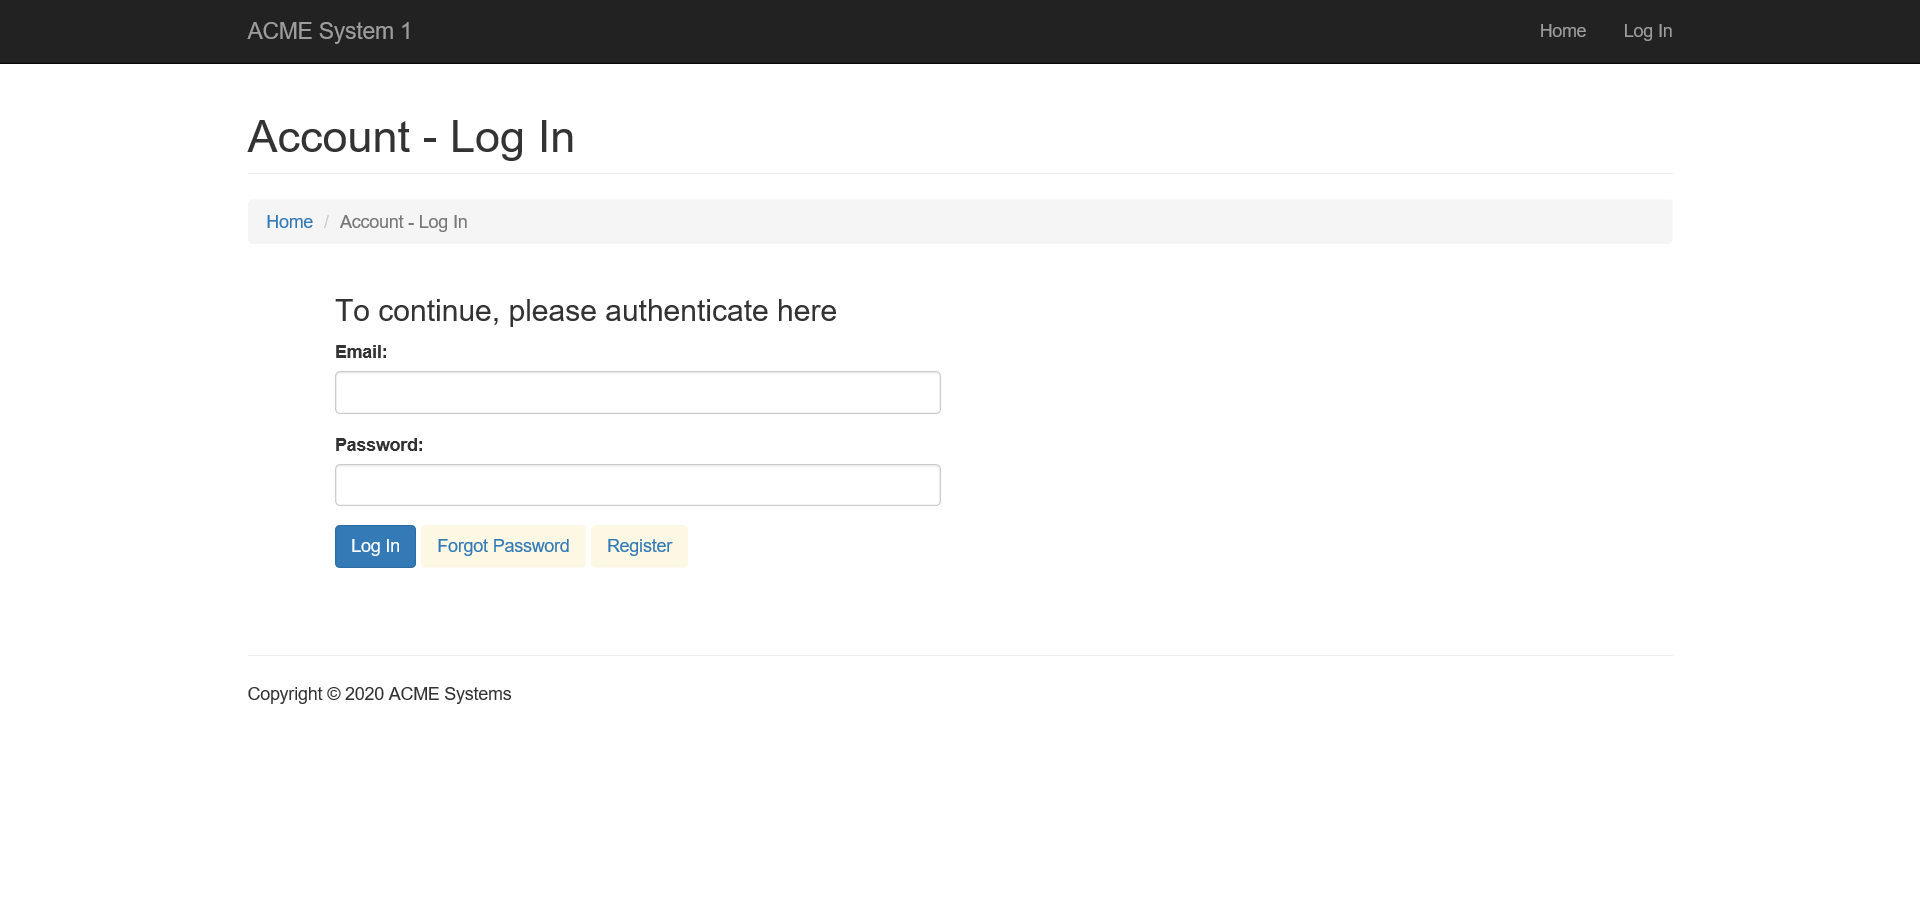 ACME System 1
Home
Log In
Account - Log In
Home / Account - Log In
To continue, please authenticate here
Email:
Password:
Log In
Forgot Password
Register
Copyright © 2020 ACME Systems